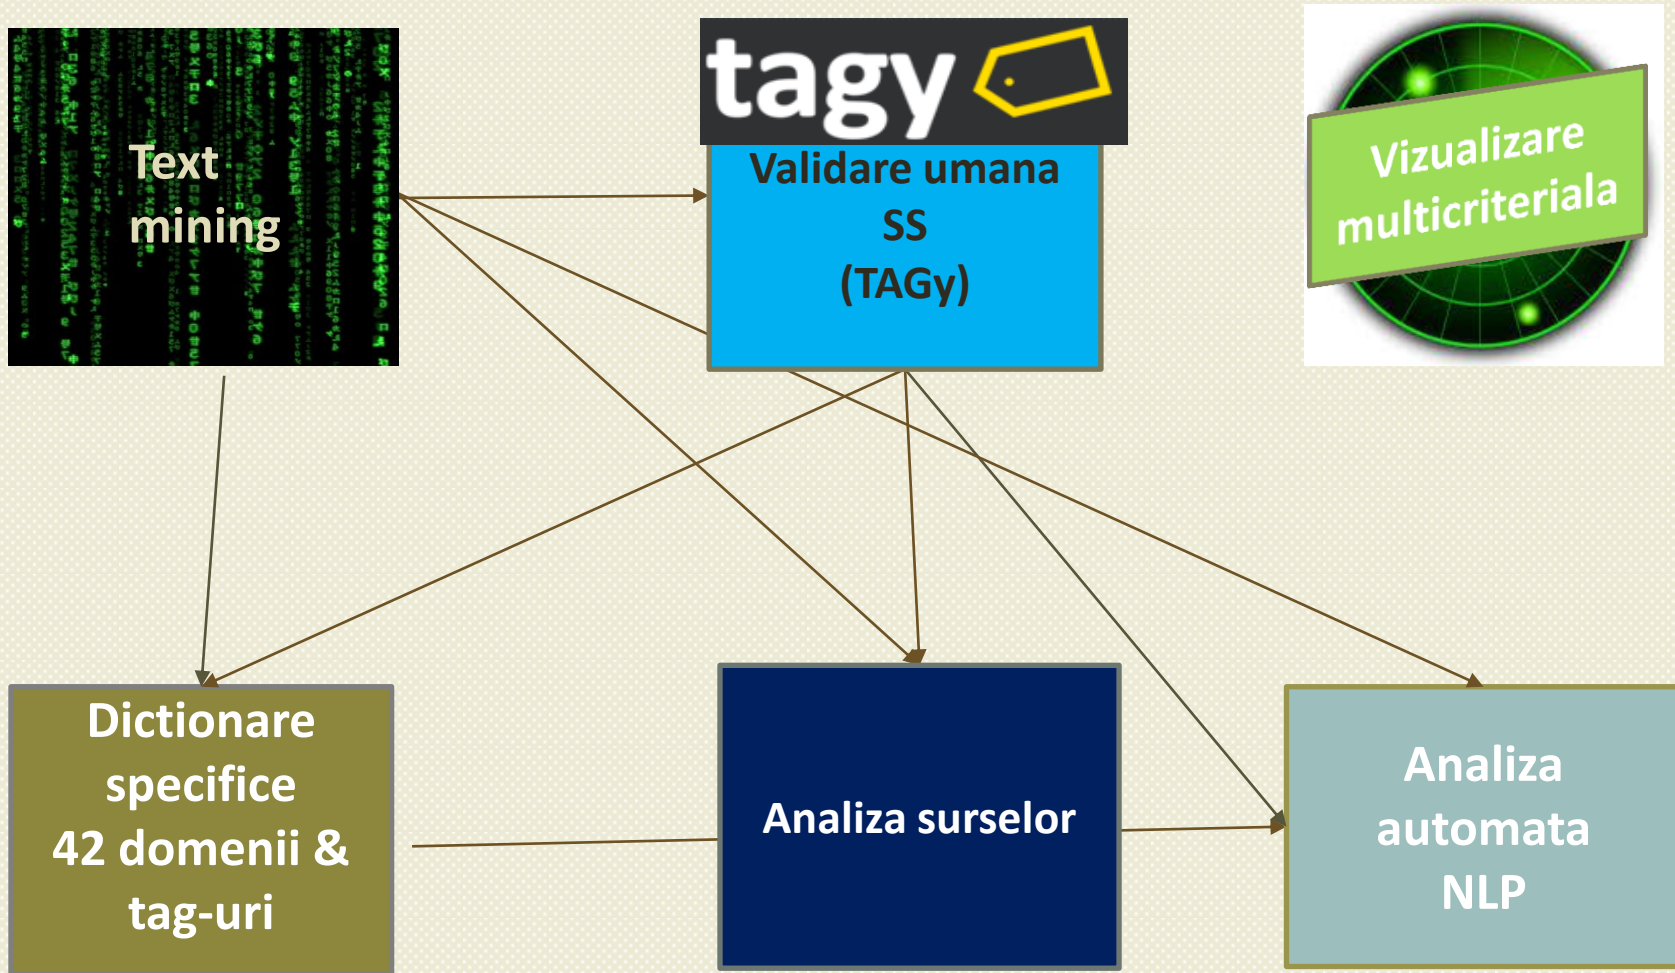 Text
mining
tagy
Validare umana
SS
(TAGy)
Vizualizare
multicriteriala
Dictionare
specifice
42 domenii &
tag-uri
Analiza surselor
Analiza
automata
NLP